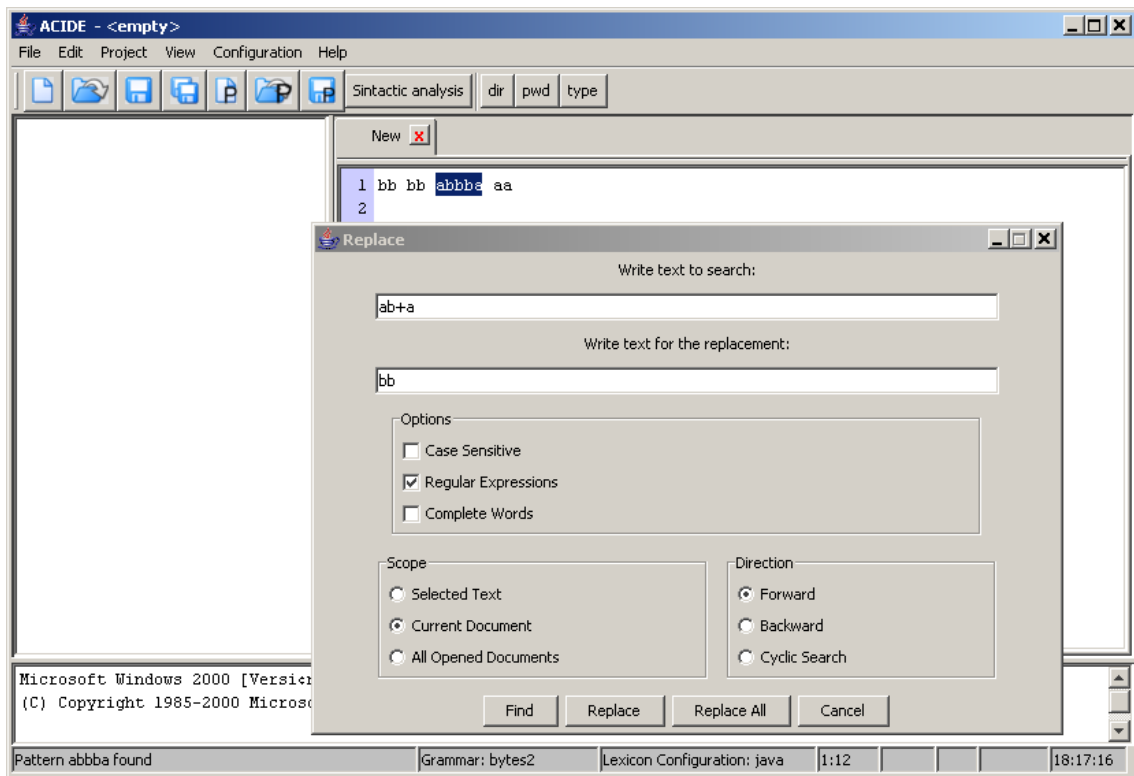 ACIDE - <empty>
File Edit Project View Configuration Help
P P P Sintactic analysis dir pwd type
New x
1 bb bb abbba aa
2
Replace
Write text to search:
ab+a
Write text for the replacement:
bb
Options
Case Sensitive
Regular Expressions
Complete Words
Scope Direction
Selected Text Forward
Current Document Backward
All Opened Documents Cyclic Search
Microsoft Windows 2000
(C) Copyright 1985-2000
Find Replace Replace All Cancel
Pattern abbba found Grammar: bytes2 Lexicon Configuration: java 1:12 18:17:16